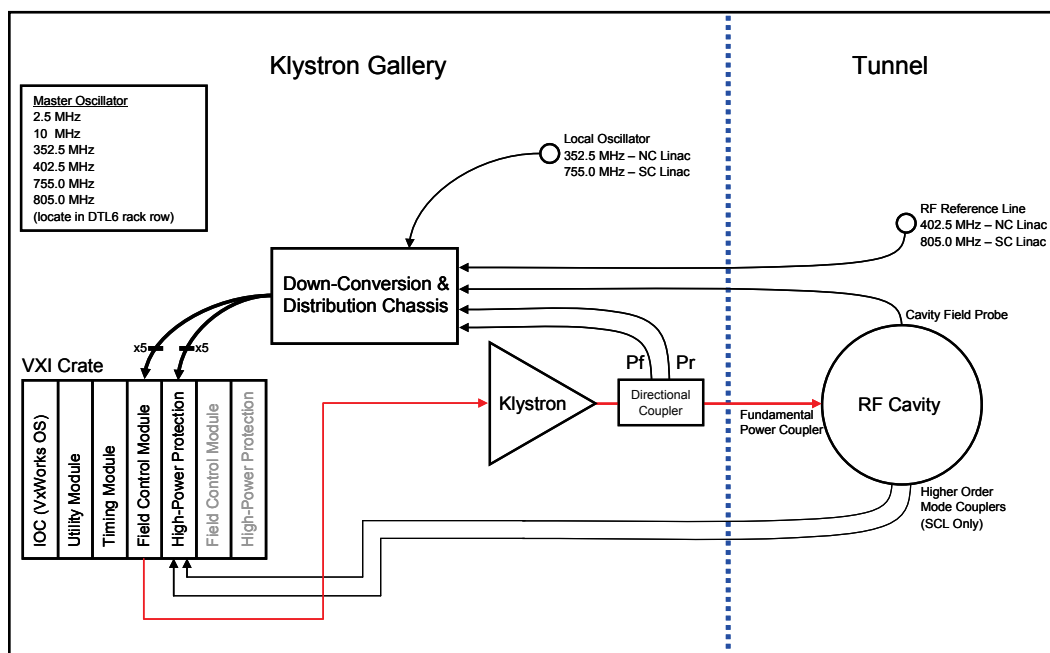 Klystron Gallery
Tunnel
Master Oscillator
2.5 MHz
10 MHz
352.5 MHz
402.5 MHz
755.0 MHz
805.0 MHz
(locate in DTL6 rack row)
Local Oscillator
352.5 MHz – NC Linac
755.0 MHz – SC Linac
RF Reference Line
402.5 MHz – NC Linac
805.0 MHz – SC Linac
Down-Conversion &
Distribution Chassis
Cavity Field Probe
x5
x5
VXI Crate
Pf
Pr
Klystron
Directional
Coupler
Fundamental
Power Coupler
RF Cavity
IOC (VxWorks OS)
Utility Module
Timing Module
Field Control Module
High-Power Protection
Field Control Module
High-Power Protection
Higher Order
Mode Couplers
(SCL Only)